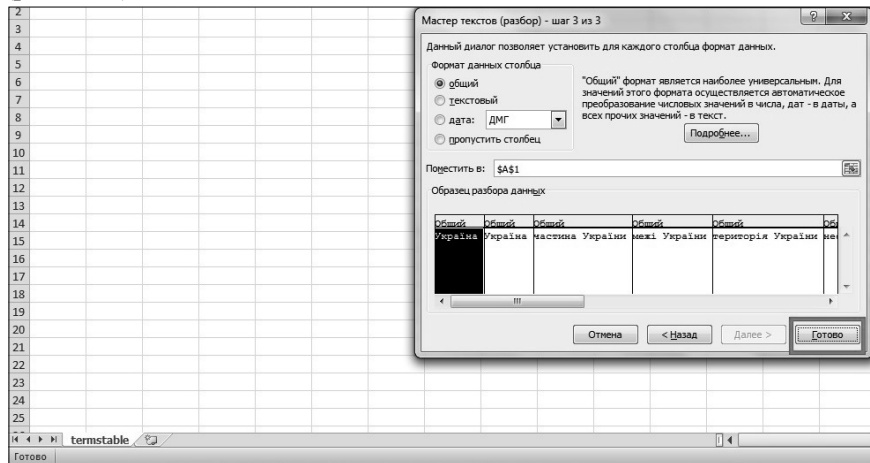 Мастер текстов (разбор) - шаг 3 из 3
Данный диалог позволяет установить для каждого столбца формат данных.
Формат данных столбца
общий
текстовый
дата: ДМГ
пропустить столбец
"Общий" формат является наиболее универсальным. Для
значений этого формата осуществляется автоматическое
преобразование числовых значений в числа, дат - в даты, а
всех прочих значений - в текст.
Подробнее...
Поместить в: $A$1
Образец разбора данных
Общий Общий Общий Общий Общий
Україна Україна частина України межі України територія України
Отмена < Назад Далее > Готово
2
3
4
5
6
7
8
9
10
11
12
13
14
15
16
17
18
19
20
21
22
23
24
25
termstable
Готово